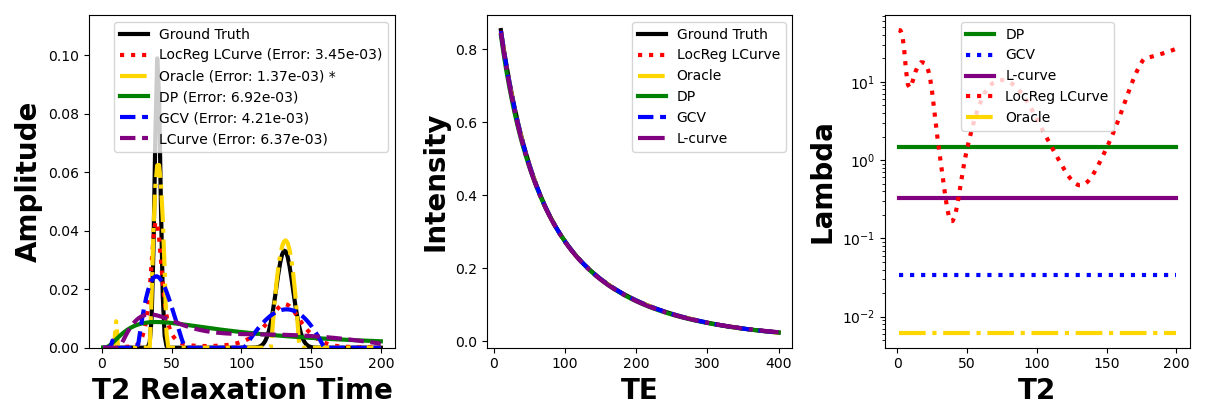 Amplitude
0.10
0.08
0.06
0.04
0.02
0.00
Ground Truth
LocReg LCurve (Error: 3.45e-03)
Oracle (Error: 1.37e-03) *
DP (Error: 6.92e-03)
GCV (Error: 4.21e-03)
LCurve (Error: 6.37e-03)
0 50 100 150 200
T2 Relaxation Time
Intensity
0.8
0.6
0.4
0.2
0.0
Ground Truth
LocReg LCurve
Oracle
DP
GCV
L-curve
0 100 200 300 400
TE
Lambda
10¹
10⁰
10⁻¹
10⁻²
DP
GCV
L-curve
LocReg LCurve
Oracle
0 50 100 150 200
T2